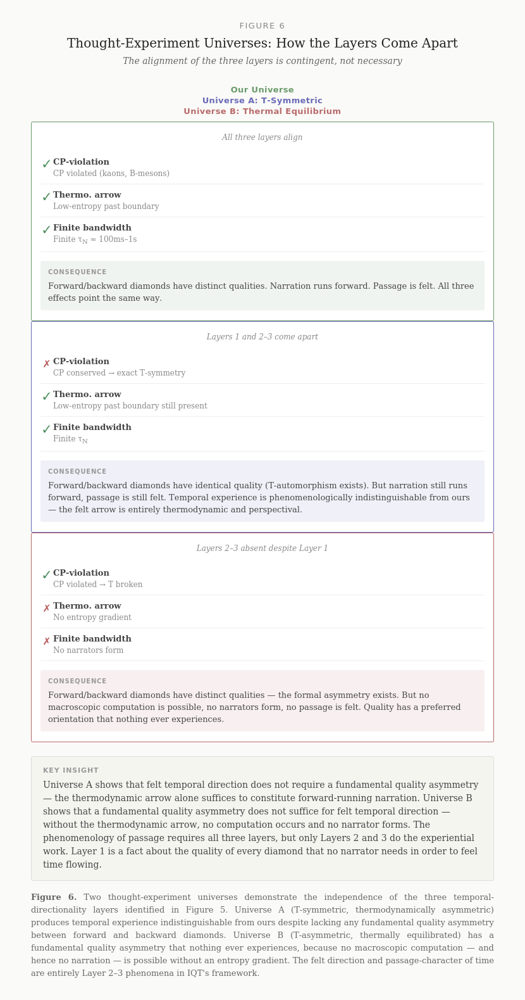 FIGURE 6
Thought-Experiment Universes: How the Layers Come Apart
The alignment of the three layers is contingent, not necessary
Our Universe
Universe A: T-Symmetric
Universe B: Thermal Equilibrium
All three layers align
✓ CP-violation
CP violated (kaons, B-mesons)
✓ Thermo. arrow
Low-entropy past boundary
✓ Finite bandwidth
Finite τN ≈ 100ms–1s
CONSEQUENCE
Forward/backward diamonds have distinct qualities. Narration runs forward. Passage is felt. All three
effects point the same way.
Layers 1 and 2–3 come apart
✗ CP-violation
CP conserved → exact T-symmetry
✓ Thermo. arrow
Low-entropy past boundary still present
✓ Finite bandwidth
Finite τN
CONSEQUENCE
Forward/backward diamonds have identical quality (T-automorphism exists). But narration still runs
forward, passage is still felt. Temporal experience is phenomenologically indistinguishable from ours
— the felt arrow is entirely thermodynamic and perspectival.
Layers 2–3 absent despite Layer 1
✓ CP-violation
CP violated → T broken
✗ Thermo. arrow
No entropy gradient
✗ Finite bandwidth
No narrators form
CONSEQUENCE
Forward/backward diamonds have distinct qualities — the formal asymmetry exists. But no
macroscopic computation is possible, no narrators form, no passage is felt. Quality has a preferred
orientation that nothing ever experiences.
KEY INSIGHT
Universe A shows that felt temporal direction does not require a fundamental quality asymmetry
— the thermodynamic arrow alone suffices to constitute forward-running narration. Universe B
shows that a fundamental quality asymmetry does not suffice for felt temporal direction —
without the thermodynamic arrow, no computation occurs and no narrator forms. The
phenomenology of passage requires all three layers, but only Layers 2 and 3 do the experiential
work. Layer 1 is a fact about the quality of every diamond that no narrator needs in order to feel
time flowing.
Figure 6. Two thought-experiment universes demonstrate the independence of the three temporal-
directionality layers identified in Figure 5. Universe A (T-symmetric, thermodynamically asymmetric)
produces temporal experience indistinguishable from ours despite lacking any fundamental quality asymmetry
between forward and backward diamonds. Universe B (T-asymmetric, thermally equilibrated) has a
fundamental quality asymmetry that nothing ever experiences, because no macroscopic computation — and
hence no narration — is possible without an entropy gradient. The felt direction and passage-character of time
are entirely Layer 2–3 phenomena in IQT's framework.